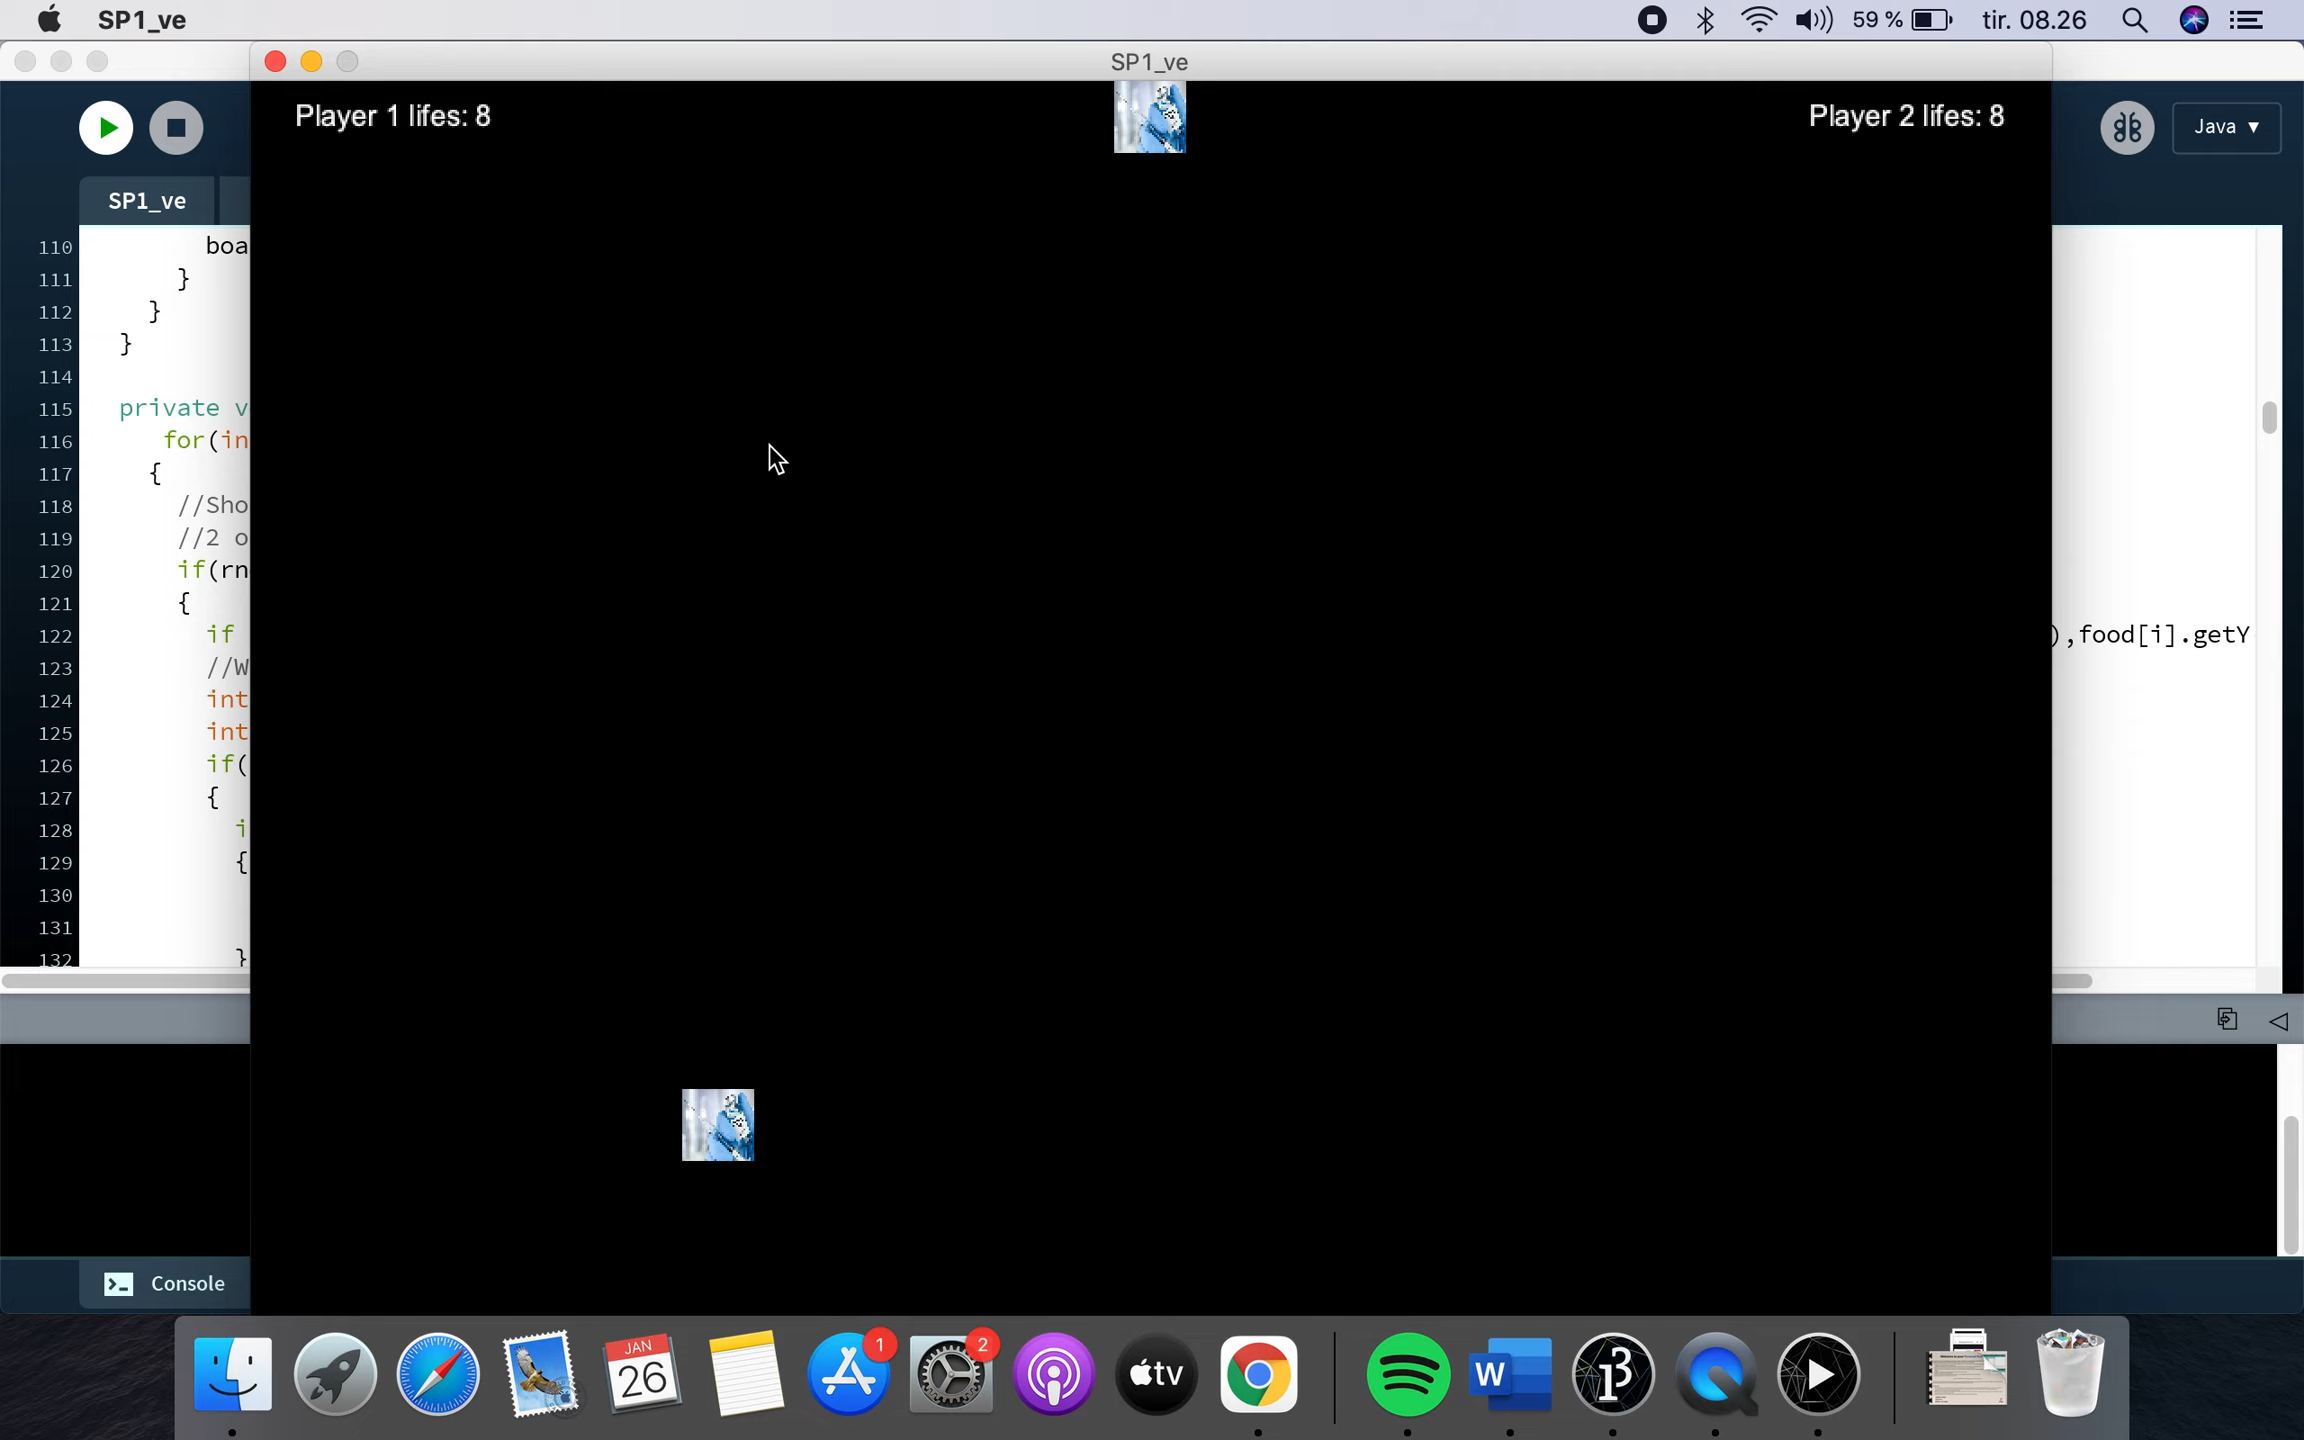 SP1_ve
59 %
tir. 08.26
SP1_ve
Player 1 lifes: 8
Player 2 lifes: 8
Java ▼
SP1_ve
110 boa
111 }
112 }
113 }
114
115 private v
116 for(in
117 {
118 //Sho
119 //2 o
120 if(rn
121 {
122 if ),food[i].getY
123 //W
124 int
125 int
126 if(
127 {
128 i
129 {
130
131
132 }
Console
JAN
26
1
2
tv
W